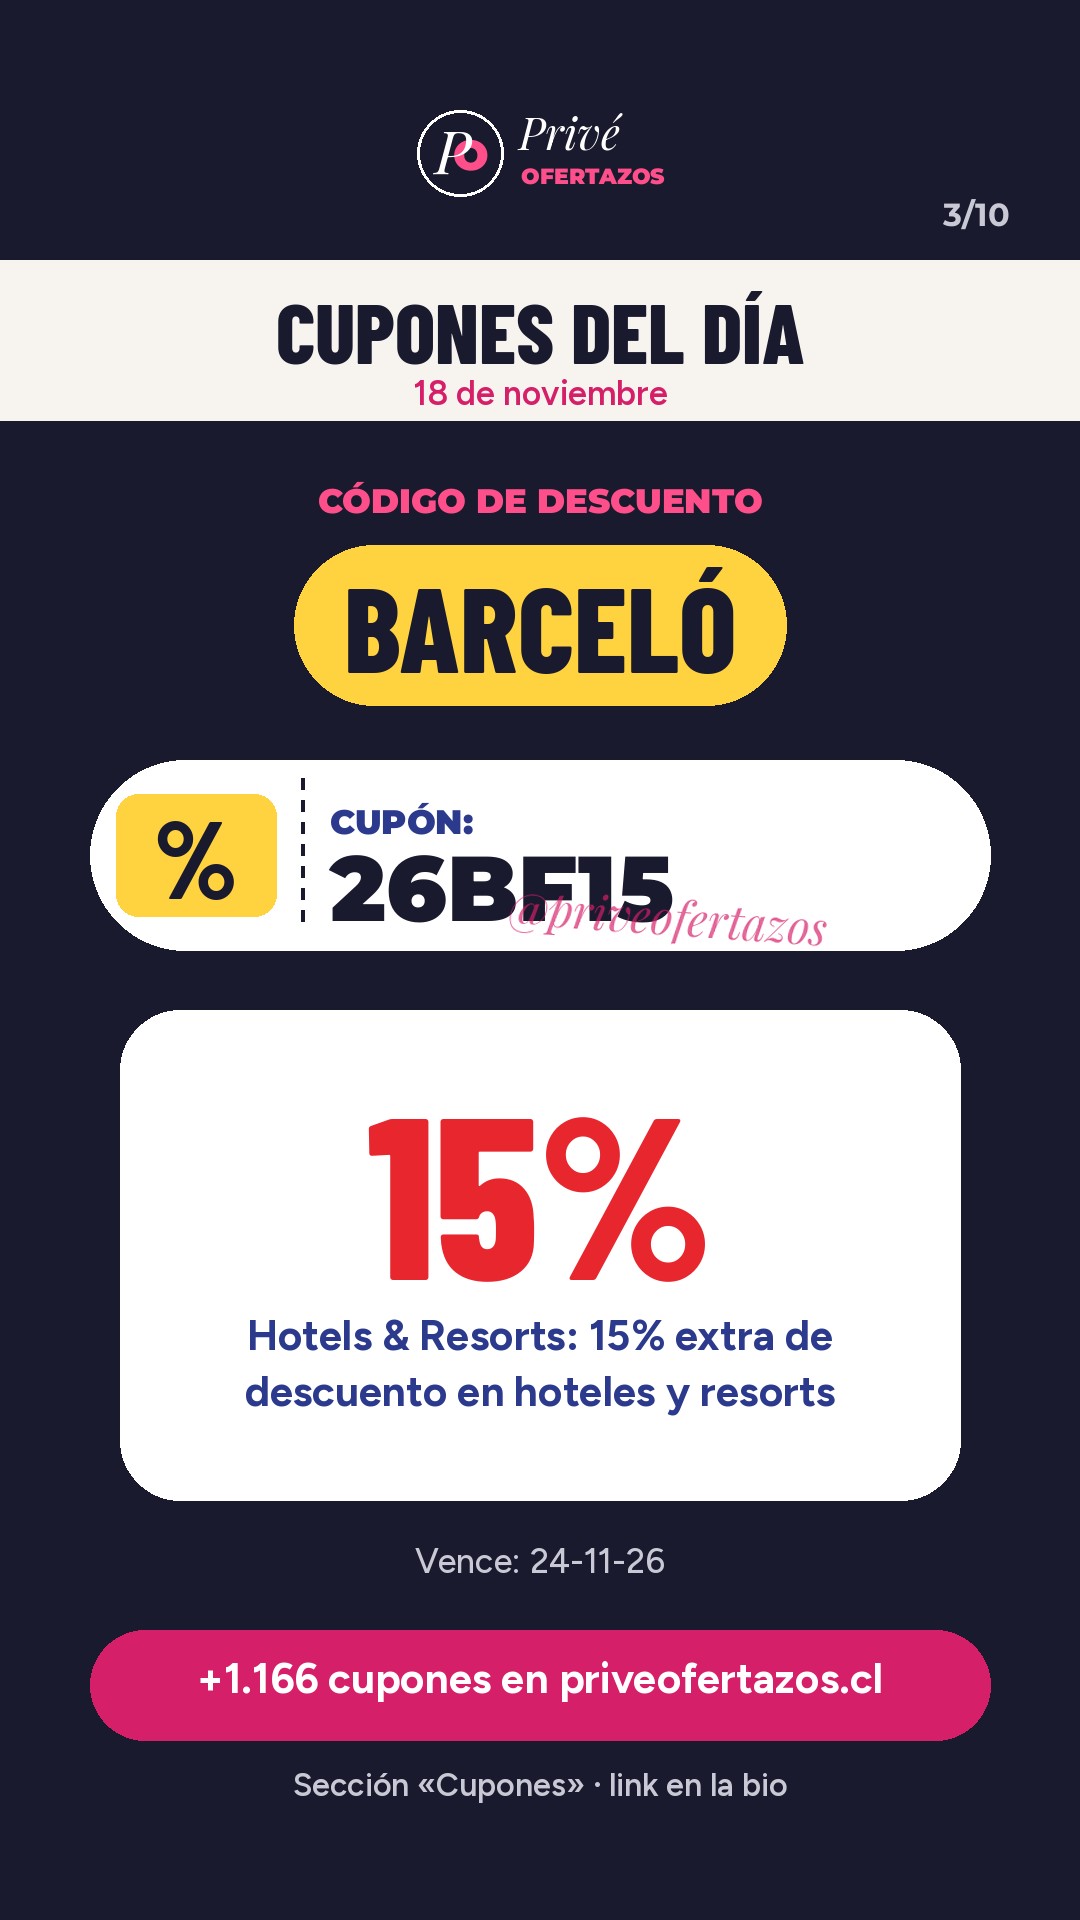 Privé
OFERTAZOS
3/10
CUPONES DEL DÍA
18 de noviembre
CÓDIGO DE DESCUENTO
BARCELÓ
%
CUPÓN:
26BF15
@priveofertazos
15%
Hotels & Resorts: 15% extra de
descuento en hoteles y resorts
Vence: 24-11-26
+1.166 cupones en priveofertazos.cl
Sección «Cupones» · link en la bio